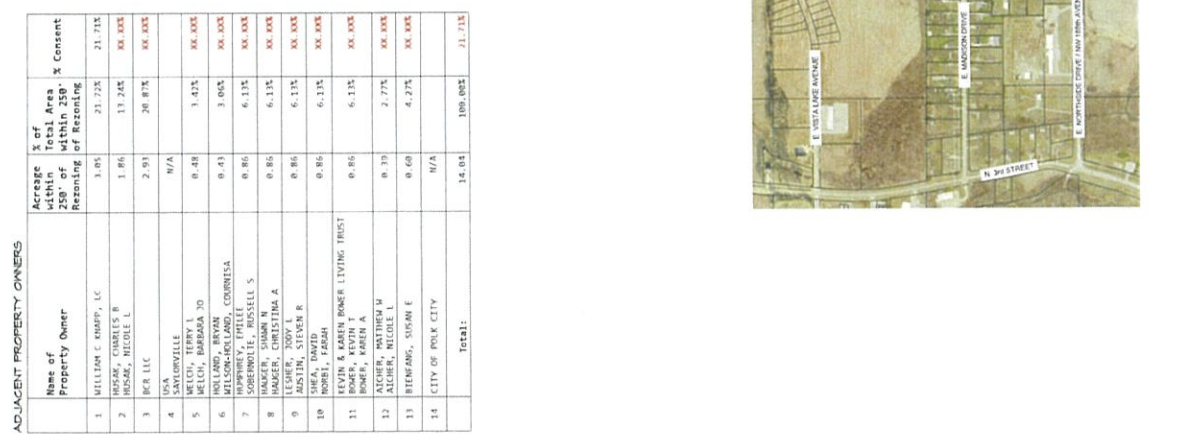 ADJACENT PROPERTY OWNERS
Name of Property Owner Acreage within 250' of Rezoning % of Total Area within 250' of Rezoning % Consent
1 WILLIAM C KNAPP, LC 3.05 21.72% 21.71%
2 HUSAK, CHARLES B 1.86 13.24% XX.XX%
HUSAK, NICOLE L
3 BCR LLC 2.93 20.87% XX.XX%
4 USA N/A
SAYLORVILLE
5 WELCH, TERRY L 0.48 3.42% XX.XX%
WELCH, BARBARA JO
6 HOLLAND, BRYAN 0.43 3.06% XX.XX%
WILSON-HOLLAND, COURNISA
7 HUMPHREY, EMILEE 0.86 6.13% XX.XX%
SOBERNOLTE, RUSSELL S
8 HAUGER, SHAWN N 0.86 6.13% XX.XX%
HAUGER, CHRISTINA A
9 LESHER, JODY L 0.86 6.13% XX.XX%
AUSTIN, STEVEN R
10 SHEA, DAVID 0.86 6.13% XX.XX%
NORBI, FARAH
11 KEVIN & KAREN BOWER LIVING TRUST 0.86 6.13% XX.XX%
BOWER, KEVIN T
BOWER, KAREN A
12 AICHER, MATTHEW W 0.39 2.77% XX.XX%
AICHER, NICOLE L
13 BIENFANG, SUSAN E 0.60 4.27% XX.XX%
14 CITY OF POLK CITY N/A
Total: 14.04 100.00% 21.71%
E. VISTA LAKE AVENUE
E. MADISON DRIVE
E. NORTHSIDE DRIVE / NW
N. 3rd STREET